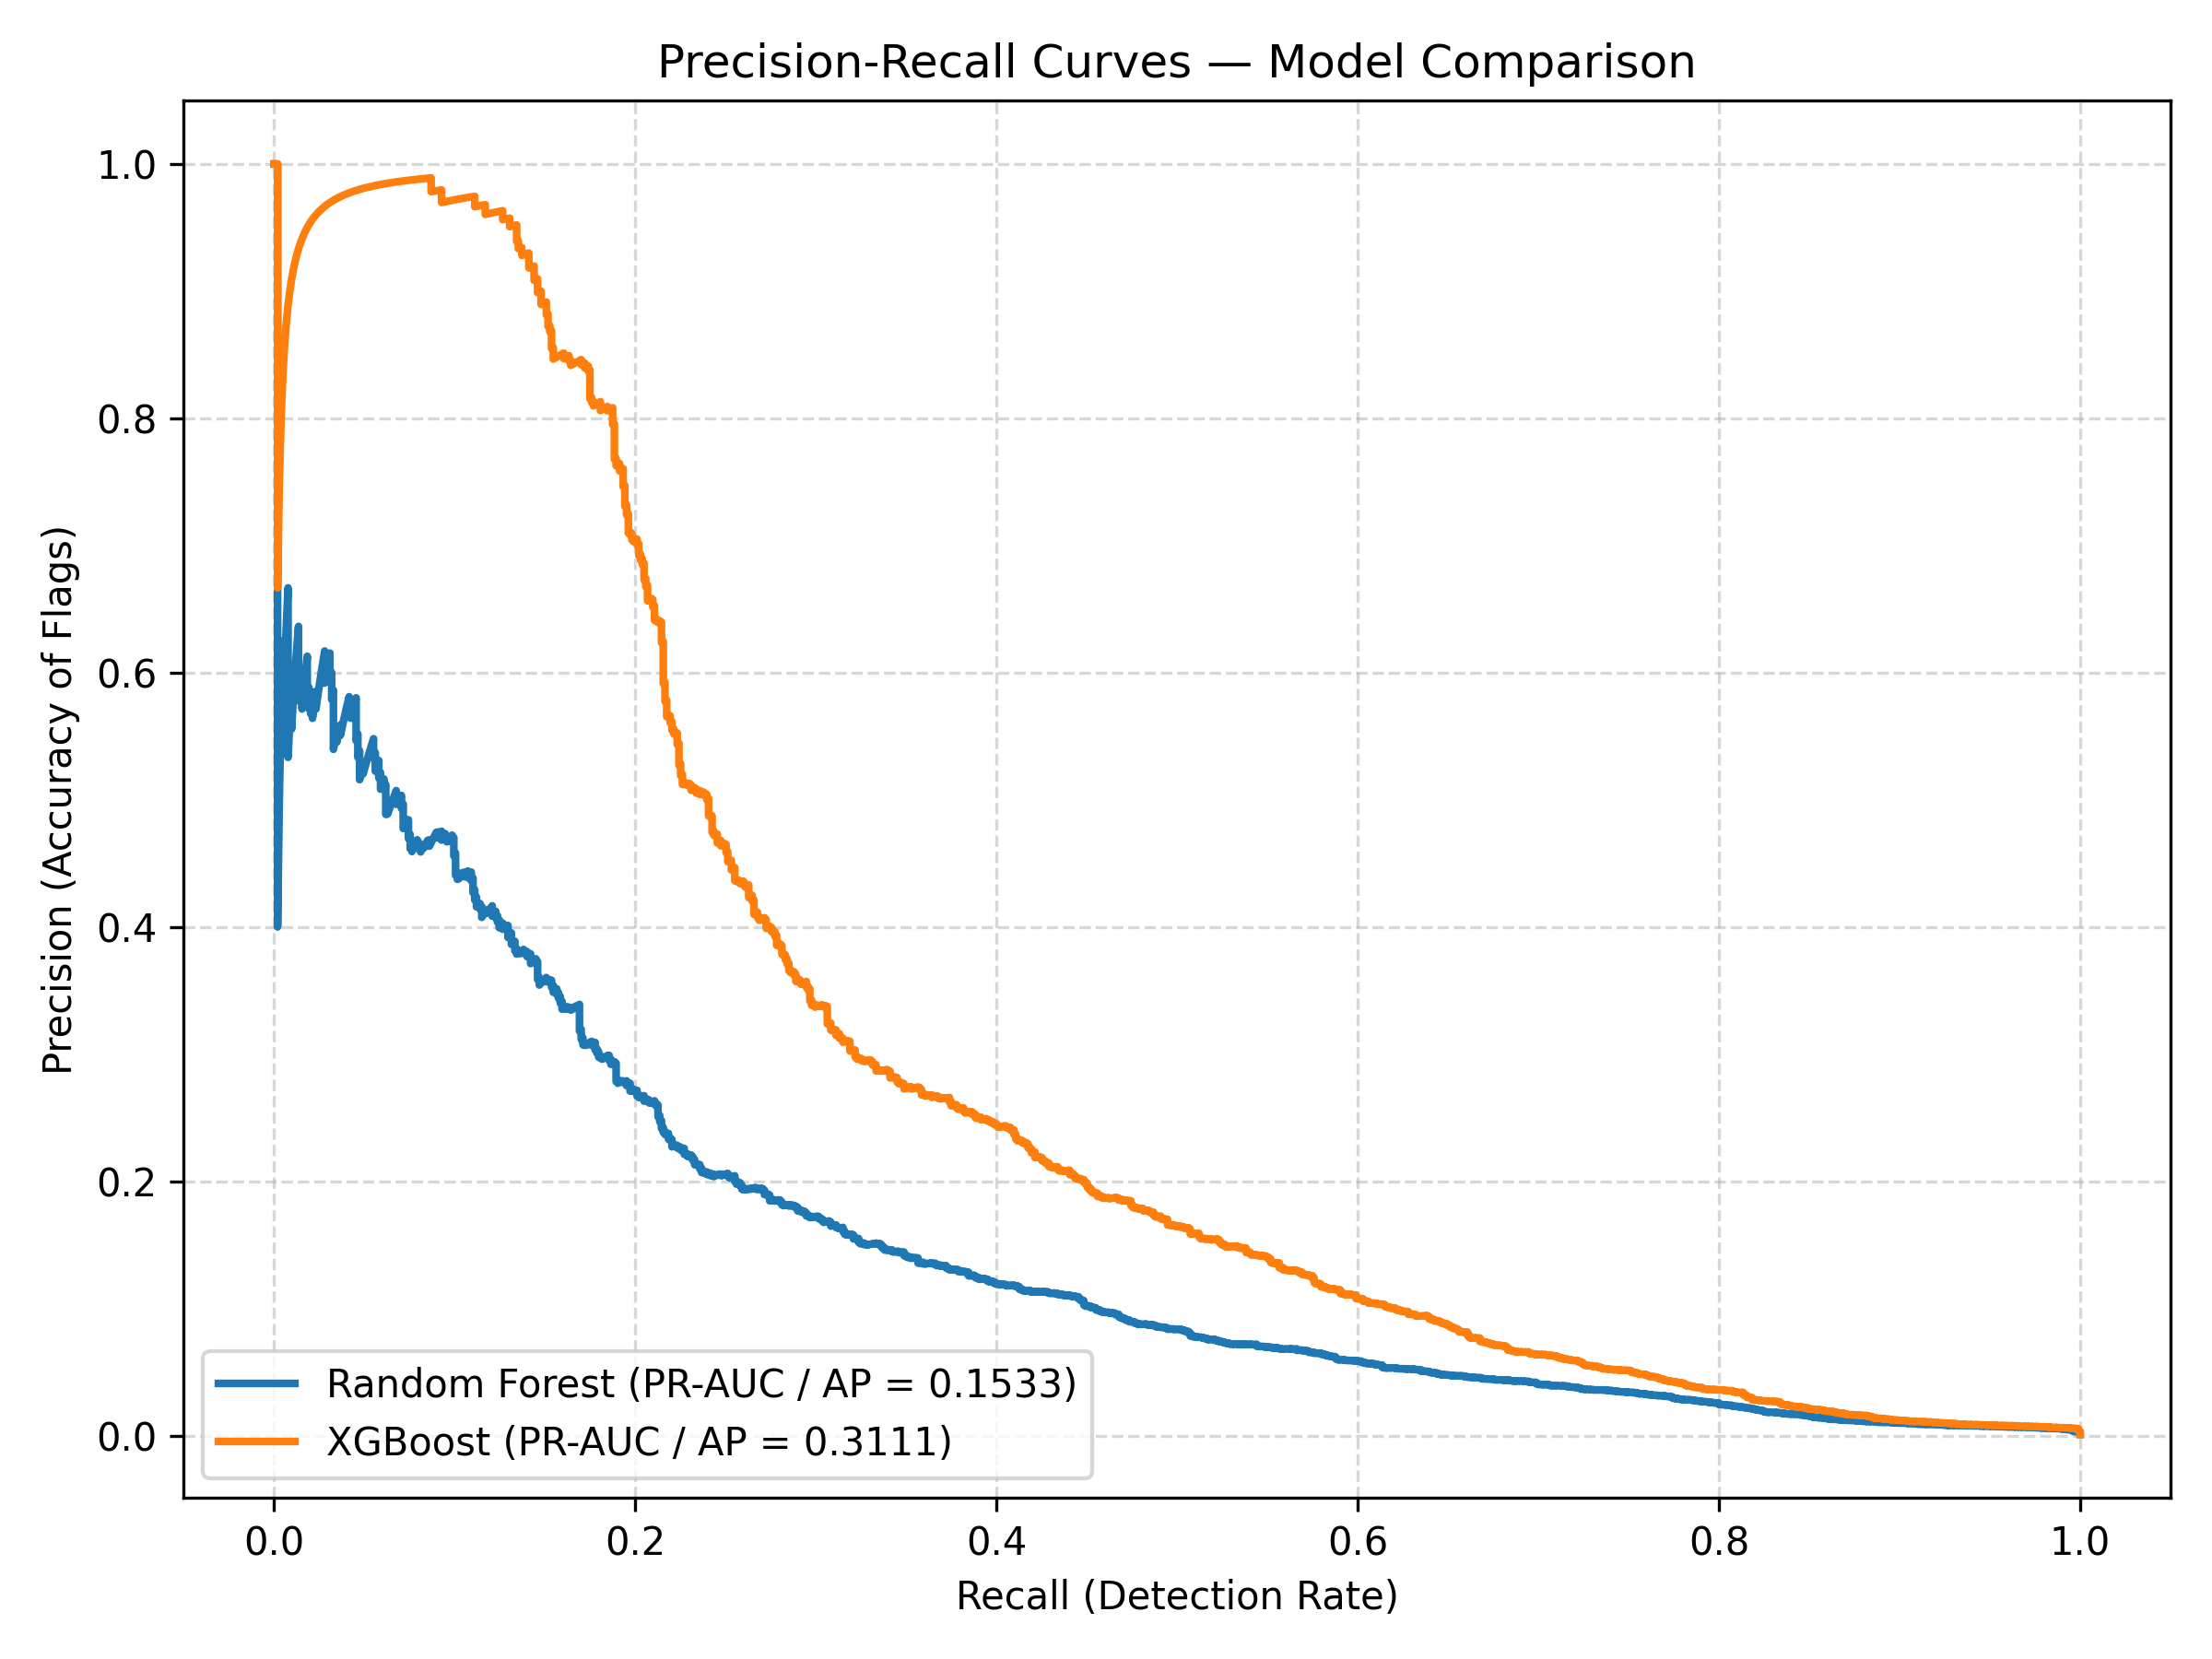 Precision-Recall Curves — Model Comparison
Precision (Accuracy of Flags)
1.0
0.8
0.6
0.4
0.2
0.0
Random Forest (PR-AUC / AP = 0.1533)
XGBoost (PR-AUC / AP = 0.3111)
0.0 0.2 0.4 0.6 0.8 1.0
Recall (Detection Rate)